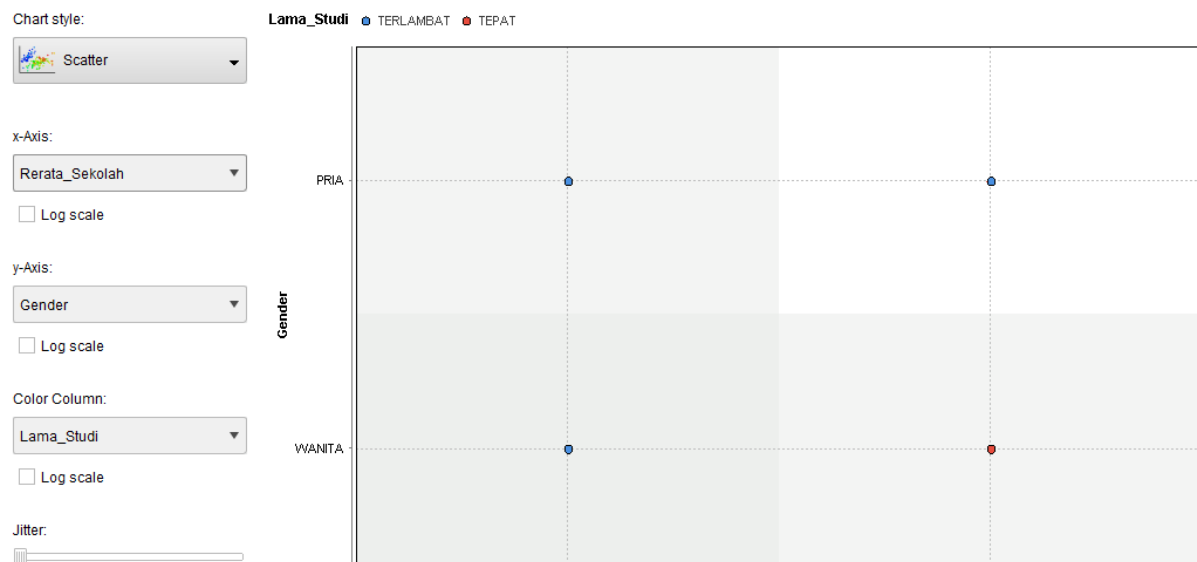 Chart style:
Scatter
x-Axis:
Rerata_Sekolah
Log scale
y-Axis:
Gender
Log scale
Color Column:
Lama_Studi
Log scale
Jitter:
Lama_Studi TERLAMBAT TEPAT
PRIA
Gender
WANITA